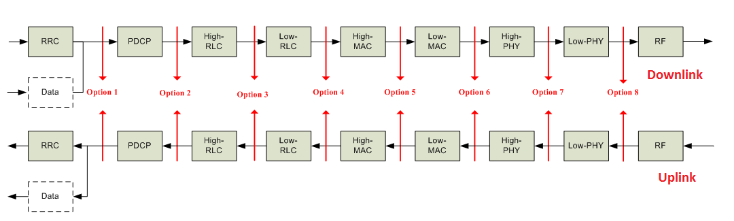 RRC
PDCP
High-
RLC
Low-
RLC
High-
MAC
Low-
MAC
High-
PHY
Low-PHY
RF
Downlink
Data
Option 1
Option 2
Option 3
Option 4
Option 5
Option 6
Option 7
Option 8
RRC
PDCP
High-
RLC
Low-
RLC
High-
MAC
Low-
MAC
High-
PHY
Low-PHY
RF
Uplink
Data